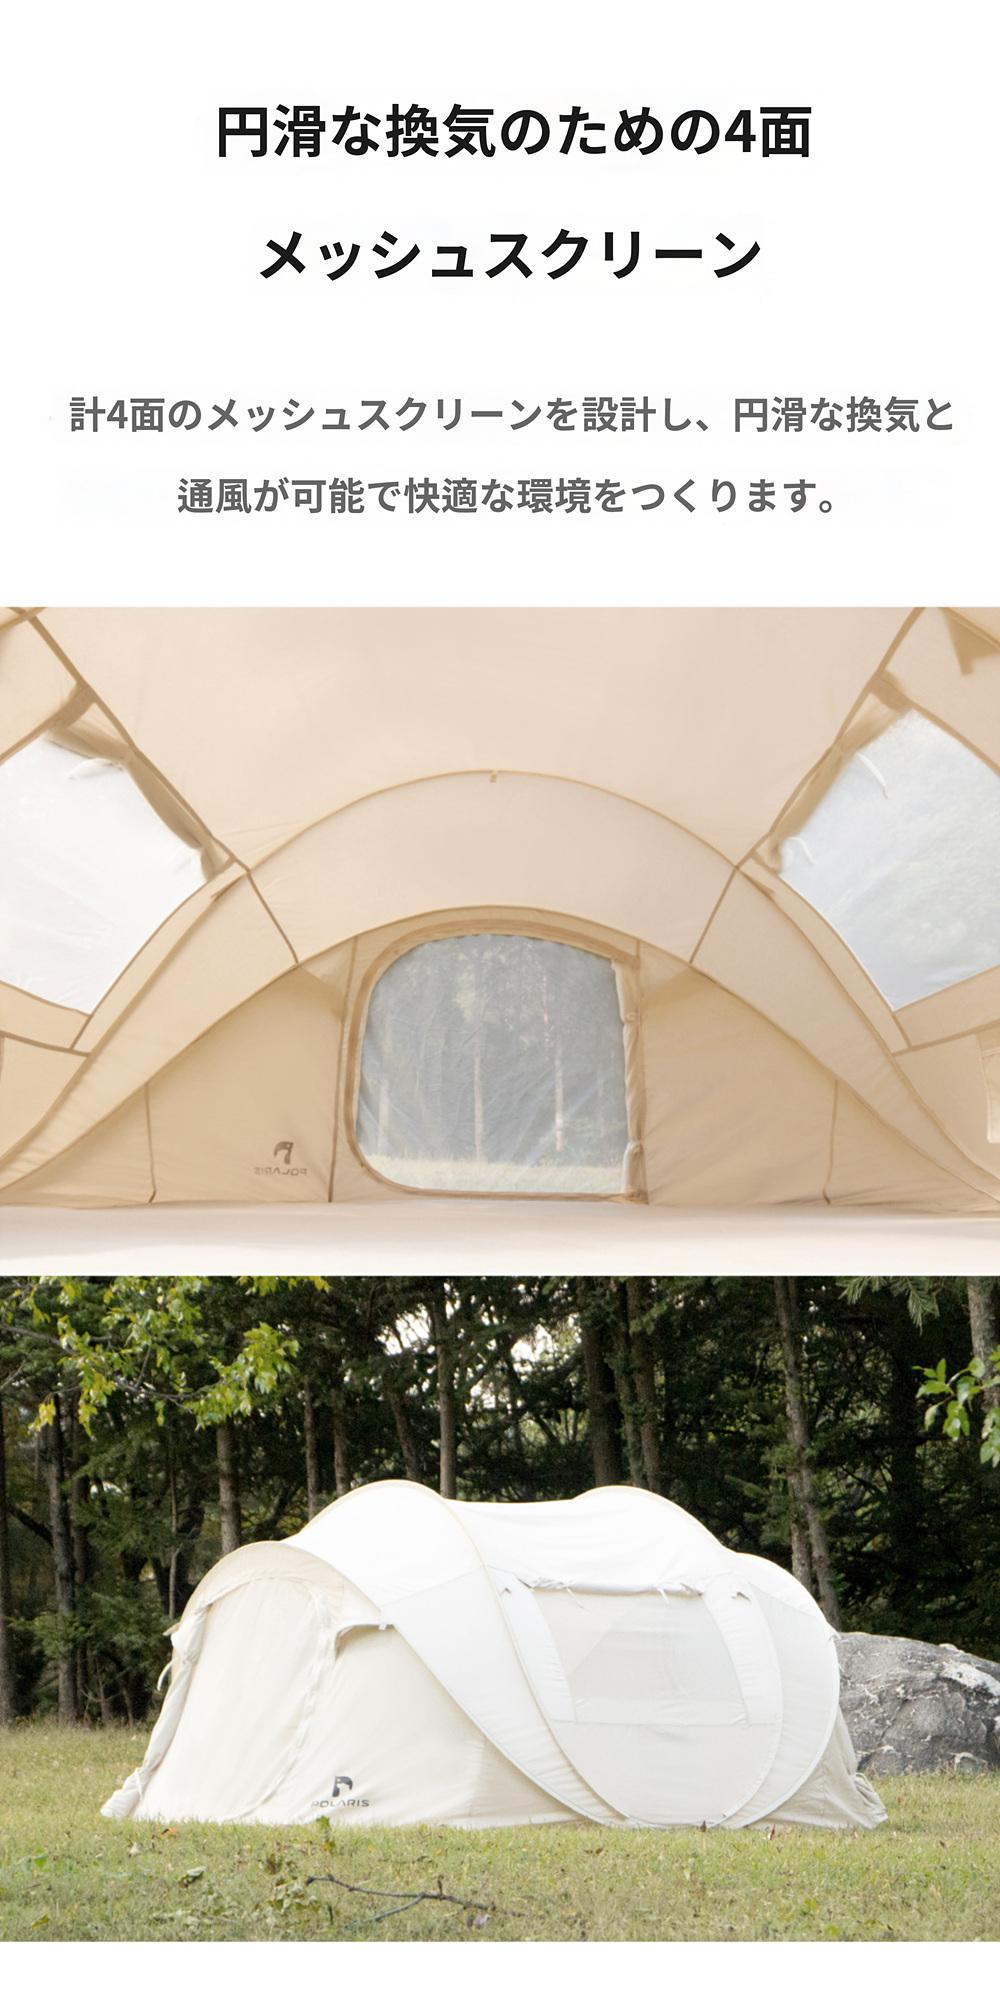 円滑な換気のための4面
メッシュスクリーン
計4面のメッシュスクリーンを設計し、円滑な換気と
通風が可能で快適な環境をつくります。
POLARIS
POLARIS